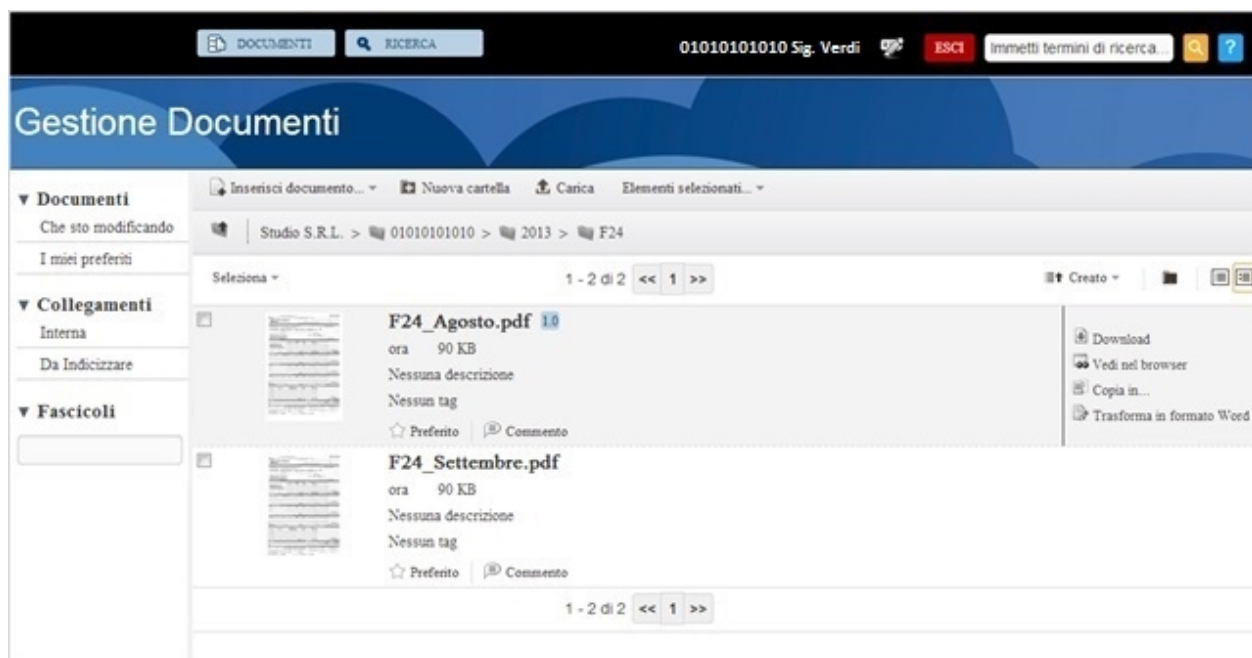 DOCUMENTI RICERCA 01010101010 Sig. Verdi ESCI Immetti termini di ricerca... ?
Gestione Documenti
Documenti
Che sto modificando
I miei preferiti
Collegamenti
Interna
Da Indicizzare
Fascicoli
Inserisci documento... Nuova cartella Carica Elementi selezionati...
Studio S.R.L. > 01010101010 > 2013 > F24
Seleziona 1 - 2 di 2 << 1 >> Creato
F24_Agosto.pdf 1.0
ora 90 KB
Nessuna descrizione
Nessun tag
Preferito Commento
Download
Vedi nel browser
Copia in...
Trasforma in formato Word
F24_Settembre.pdf
ora 90 KB
Nessuna descrizione
Nessun tag
Preferito Commento
1 - 2 di 2 << 1 >>